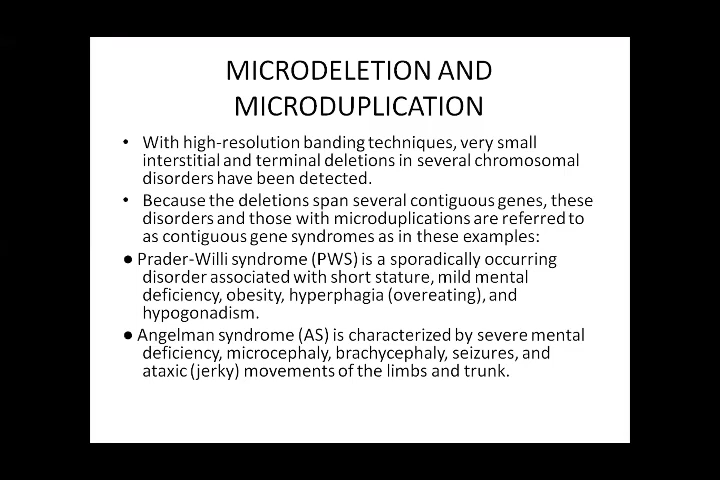 MICRODELETION AND
MICRODUPLICATION
• With high-resolution banding techniques, very small
interstitial and terminal deletions in several chromosomal
disorders have been detected.
• Because the deletions span several contiguous genes, these
disorders and those with microduplications are referred to
as contiguous gene syndromes as in these examples:
● Prader-Willi syndrome (PWS) is a sporadically occurring
disorder associated with short stature, mild mental
deficiency, obesity, hyperphagia (overeating), and
hypogonadism.
● Angelman syndrome (AS) is characterized by severe mental
deficiency, microcephaly, brachycephaly, seizures, and
ataxic (jerky) movements of the limbs and trunk.